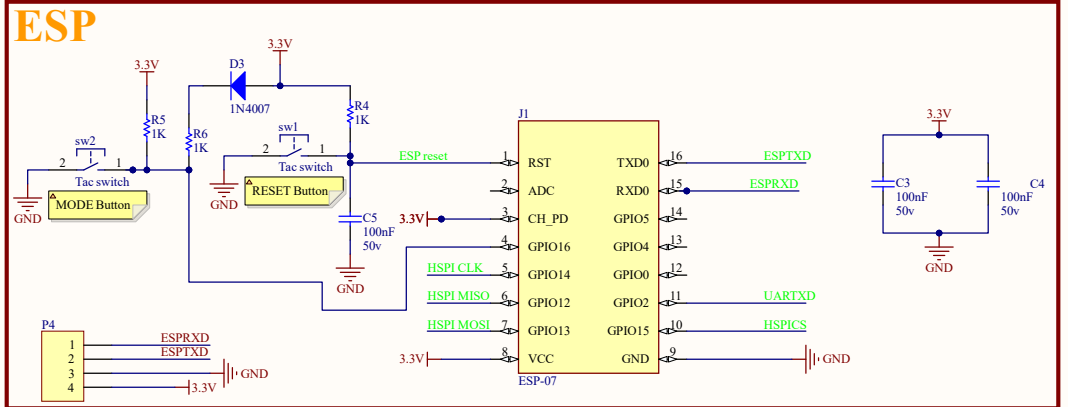 ESP
3.3V
D3
1N4007
3.3V
R5
1K
R6
1K
R4
1K
sw2
2
1
Tac switch
MODE Button
GND
sw1
2
1
Tac switch
RESET Button
GND
ESP reset
C5
100nF
50v
GND
J1
1
RST
2
ADC
3.3V
3
CH_PD
4
GPIO16
HSPI CLK
5
GPIO14
HSPI MISO
6
GPIO12
HSPI MOSI
7
GPIO13
3.3V
8
VCC
TXD0
16
ESPTXD
RXD0
15
ESPRXD
GPIO5
14
GPIO4
13
GPIO0
12
GPIO2
11
UARTXD
GPIO15
10
HSPICS
GND
9
GND
ESP-07
3.3V
C3
100nF
50v
C4
100nF
50v
GND
P4
1
ESPRXD
2
ESPTXD
3
GND
4
3.3V